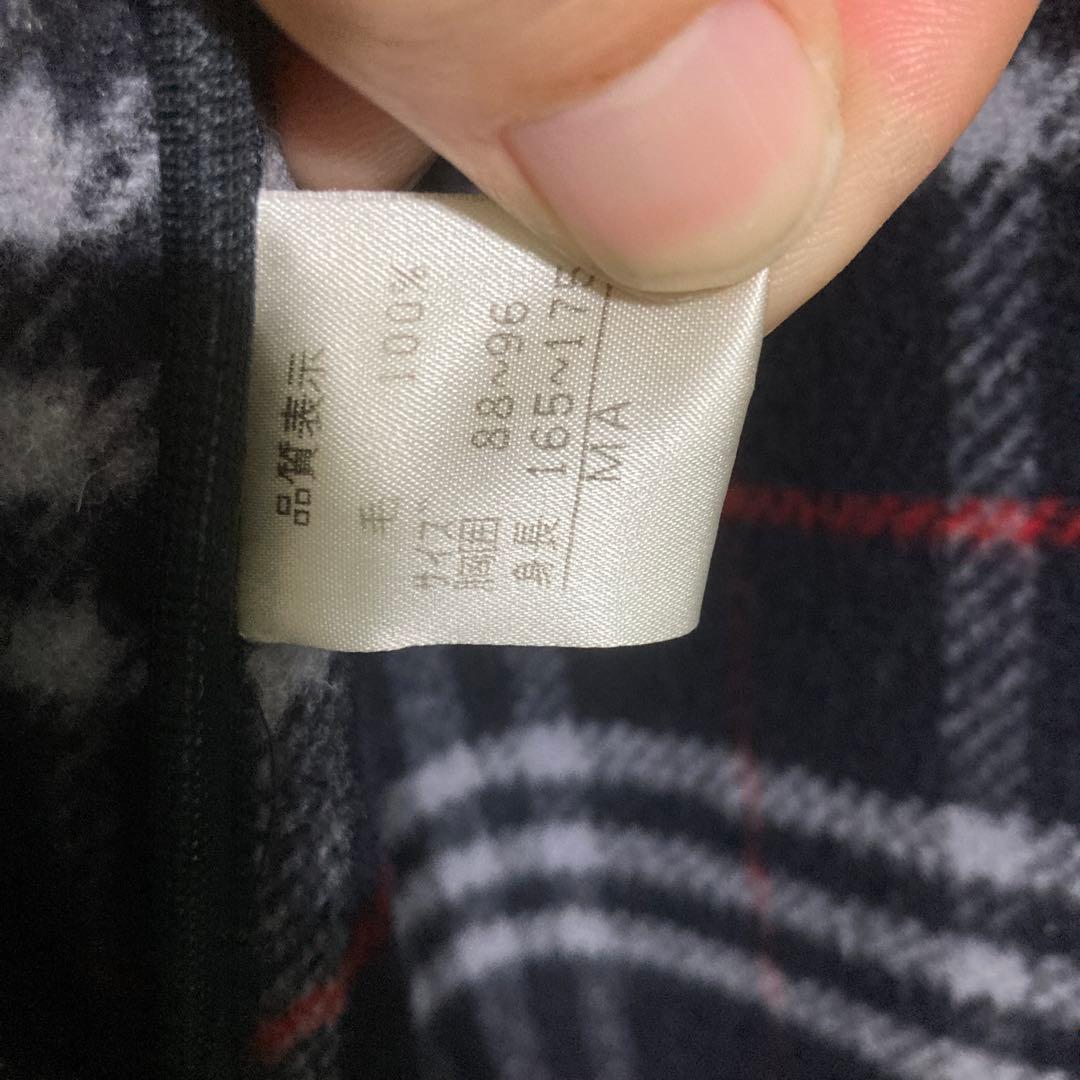 品質表示
毛 100%
サイズ
胸囲 88~96
身長 165~175
MA